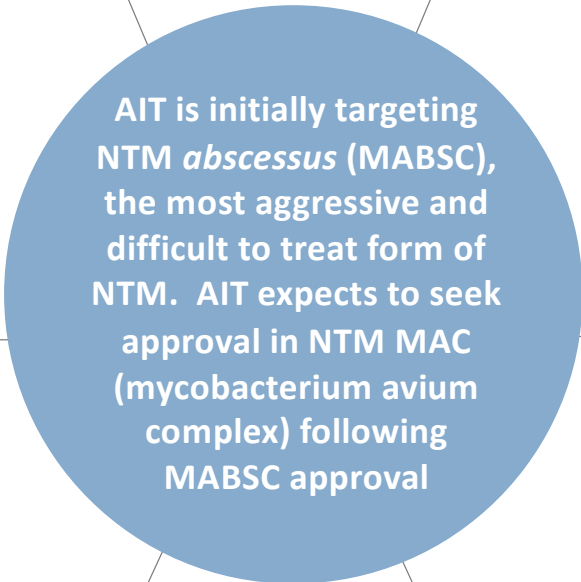 AIT is initially targeting
NTM abscessus (MABSC),
the most aggressive and
difficult to treat form of
NTM.  AIT expects to seek
approval in NTM MAC
(mycobacterium avium
complex) following
MABSC approval